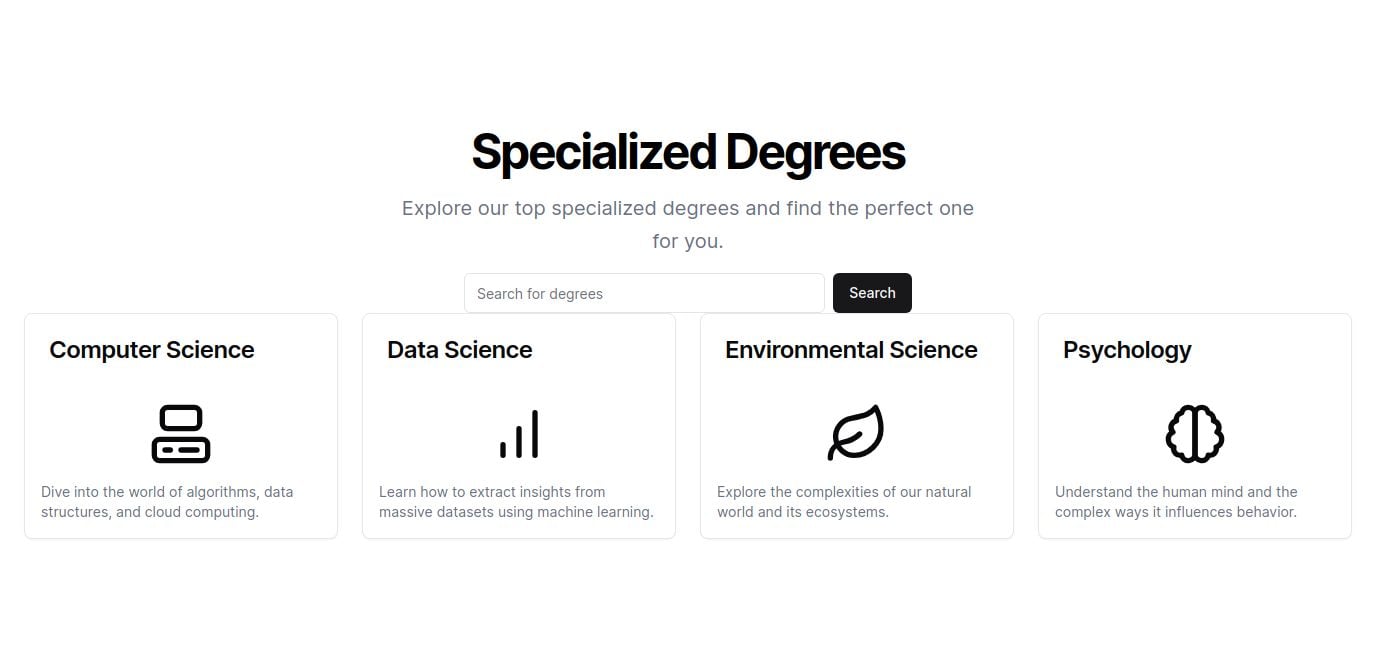 Specialized Degrees
Explore our top specialized degrees and find the perfect one
for you.
Search for degrees
Search
Computer Science
Dive into the world of algorithms, data
structures, and cloud computing.
Data Science
Learn how to extract insights from
massive datasets using machine learning.
Environmental Science
Explore the complexities of our natural
world and its ecosystems.
Psychology
Understand the human mind and the
complex ways it influences behavior.